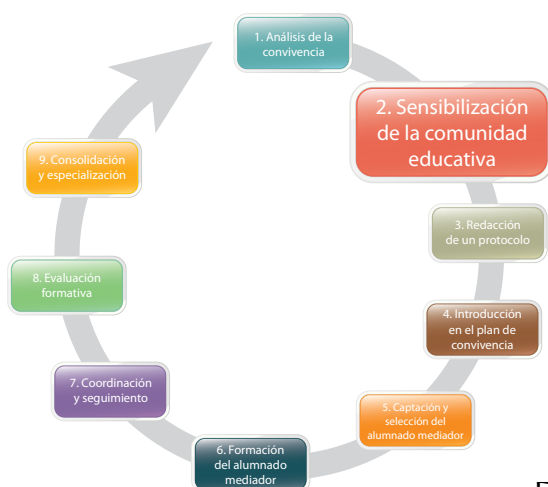 1. Análisis de la
convivencia
2. Sensibilización
de la comunidad
educativa
3. Redacción
de un protocolo
4. Introducción
en el plan de
convivencia
5. Captación y
selección del
alumnado mediador
6. Formación
del alumnado
mediador
7. Coordinación
y seguimiento
8. Evaluación
formativa
9. Consolidación
y especialización